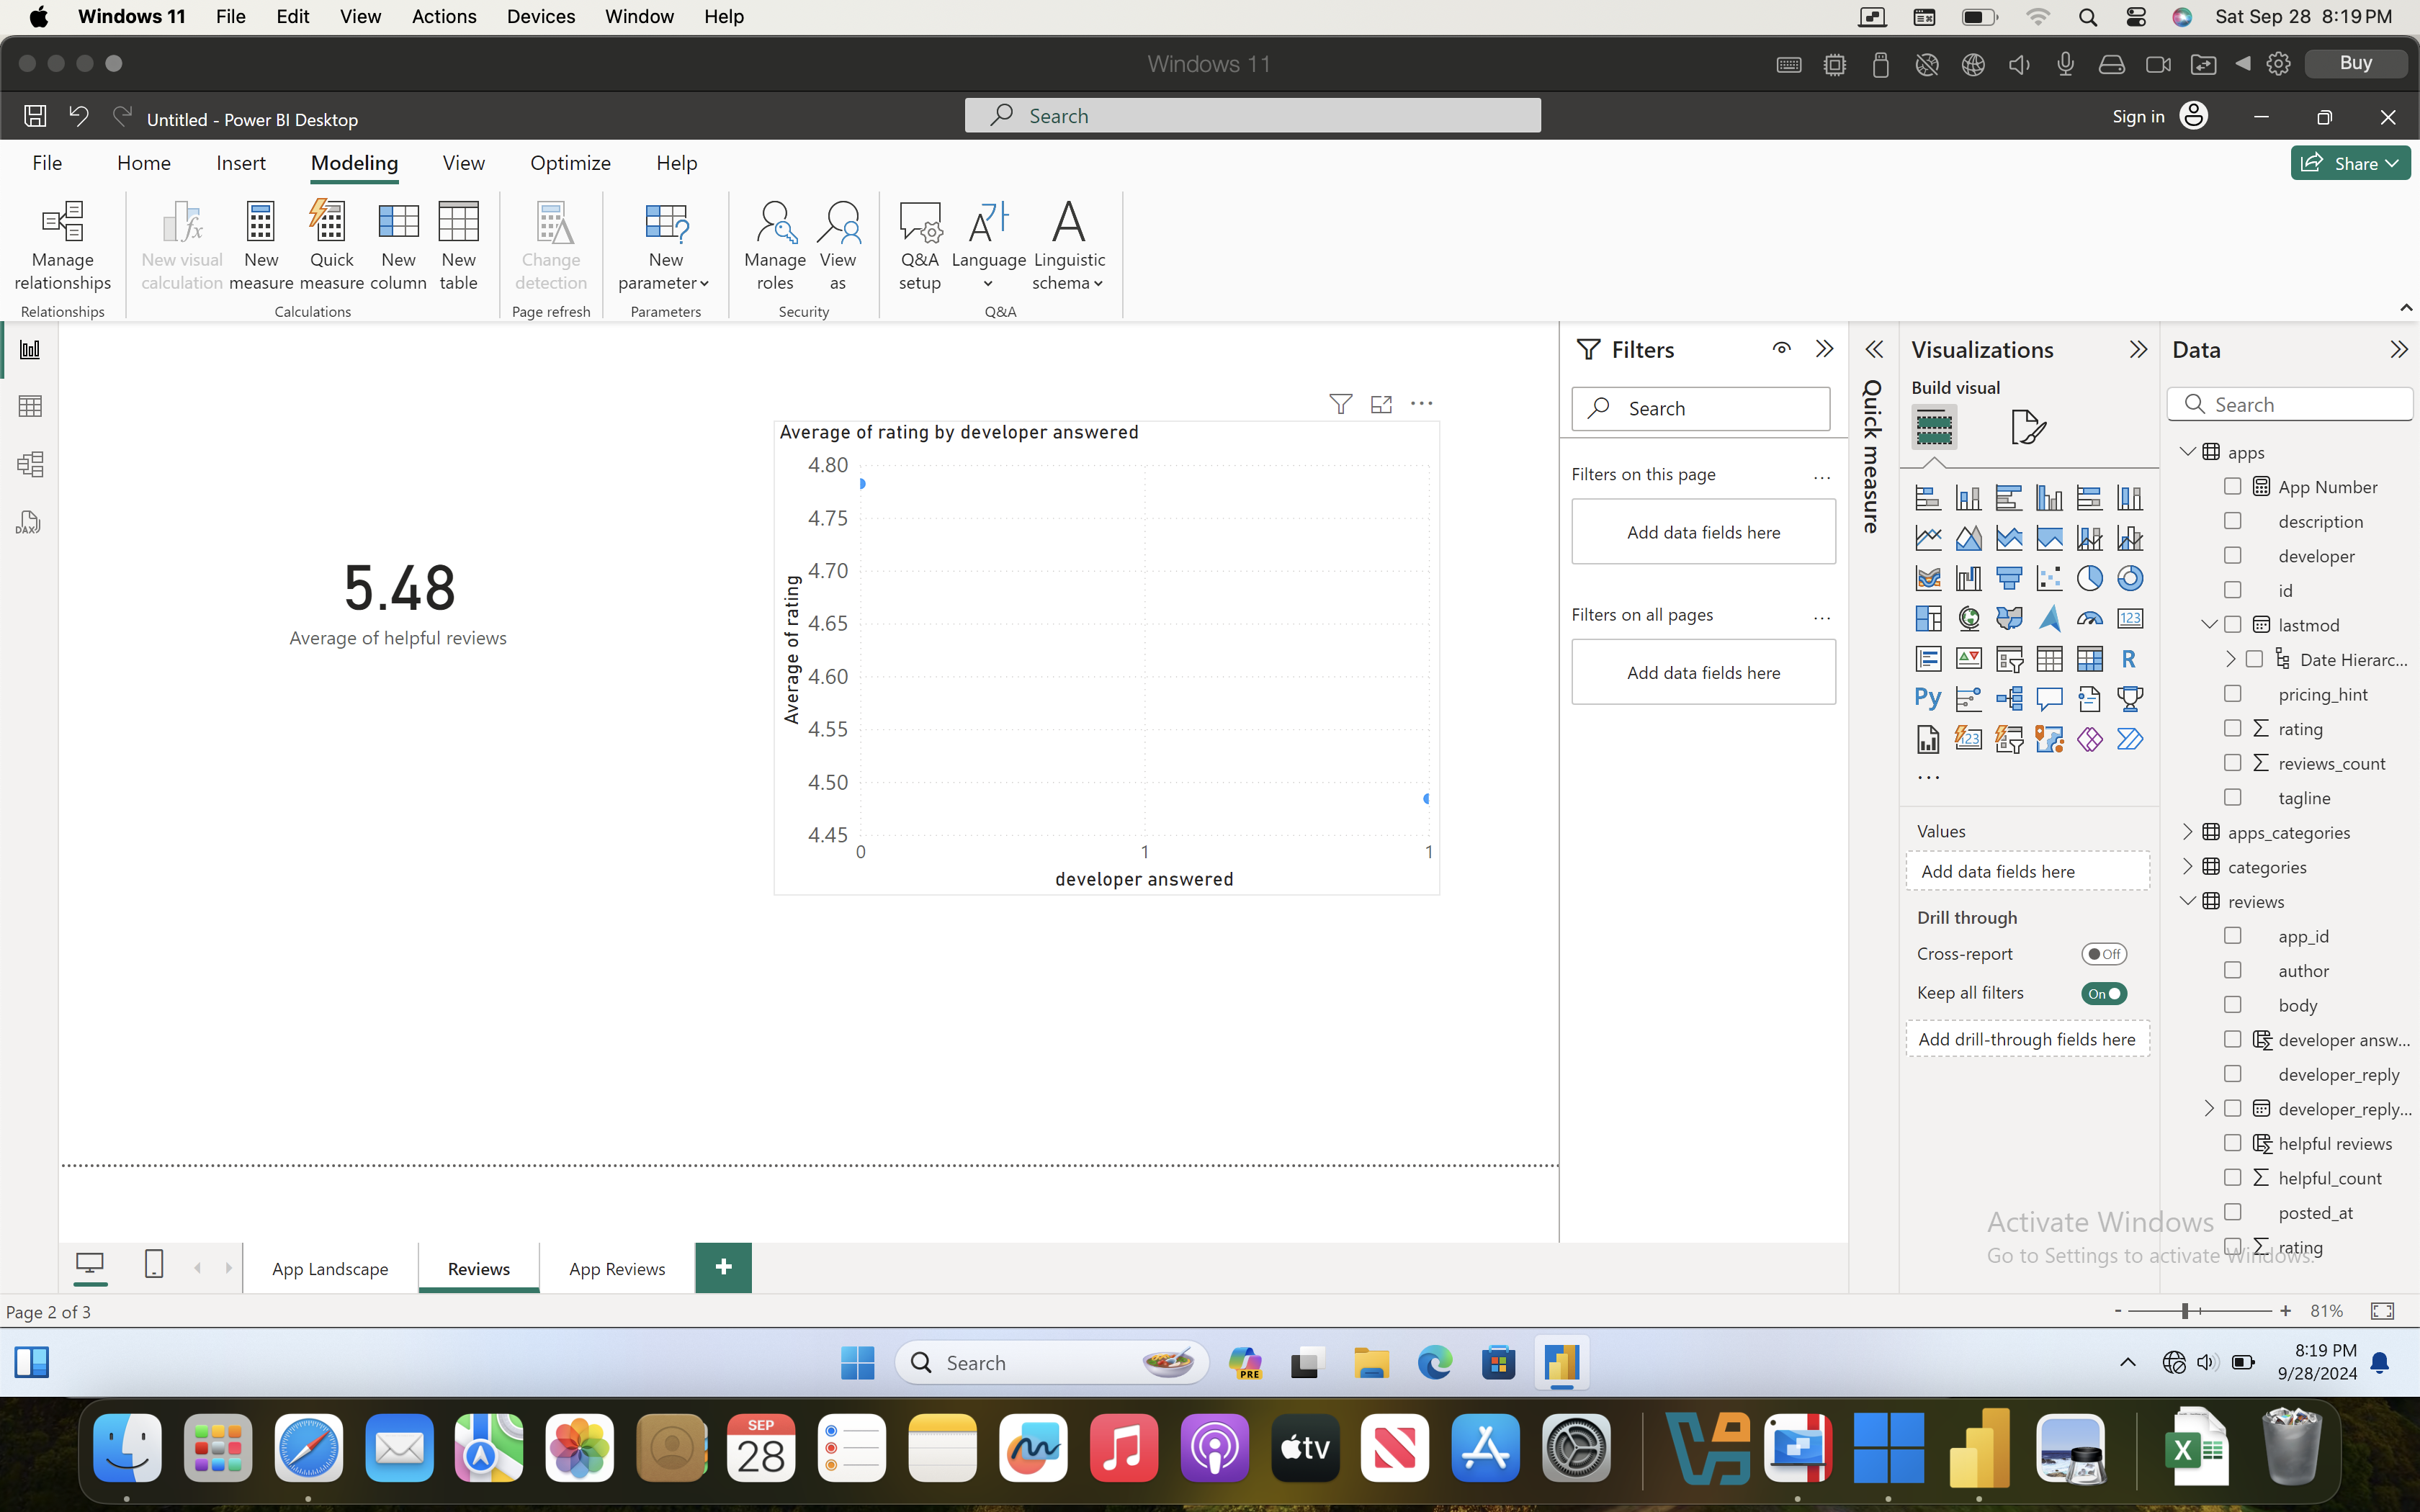 Windows 11 File Edit View Actions Devices Window Help Sat Sep 28 8:19 PM
Windows 11 Buy
Untitled - Power BI Desktop Search Sign in
File Home Insert Modeling View Optimize Help Share
Manage relationships
New visual calculation
New measure
Quick measure
New column
New table
Change detection
New parameter
Manage roles
View as
Q&A setup
Language
Linguistic schema
Relationships Calculations Page refresh Parameters Security Q&A
DAX
5.48
Average of helpful reviews
Average of rating by developer answered
4.80
4.75
4.70
4.65
4.60
4.55
4.50
4.45
Average of rating
0 1 1
developer answered
Filters
Search
Filters on this page ...
Add data fields here
Filters on all pages ...
Add data fields here
Quick measure
Visualizations
Build visual
123
R
Py
123
...
Values
Add data fields here
Drill through
Cross-report Off
Keep all filters On
Add drill-through fields here
Data
Search
apps
App Number
description
developer
id
lastmod
Date Hierarc...
pricing_hint
rating
reviews_count
tagline
apps_categories
categories
reviews
app_id
author
body
developer answ...
developer_reply
developer_reply...
helpful reviews
helpful_count
posted_at
rating
Activate Windows
Go to Settings to activate Windows.
App Landscape Reviews App Reviews +
Page 2 of 3 - + 81%
Search PRE 8:19 PM
9/28/2024
SEP
28
tv
X